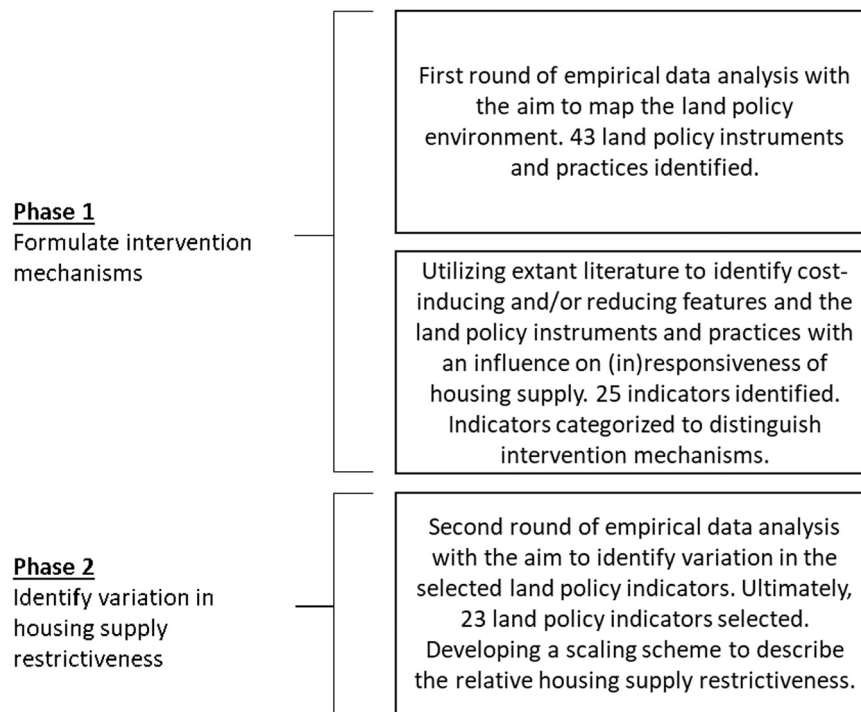 Phase 1
Formulate intervention
mechanisms
First round of empirical data analysis with
the aim to map the land policy
environment. 43 land policy instruments
and practices identified.
Utilizing extant literature to identify cost-
inducing and/or reducing features and the
land policy instruments and practices with
an influence on (in)responsiveness of
housing supply. 25 indicators identified.
Indicators categorized to distinguish
intervention mechanisms.
Phase 2
Identify variation in
housing supply
restrictiveness
Second round of empirical data analysis
with the aim to identify variation in the
selected land policy indicators. Ultimately,
23 land policy indicators selected.
Developing a scaling scheme to describe
the relative housing supply restrictiveness.